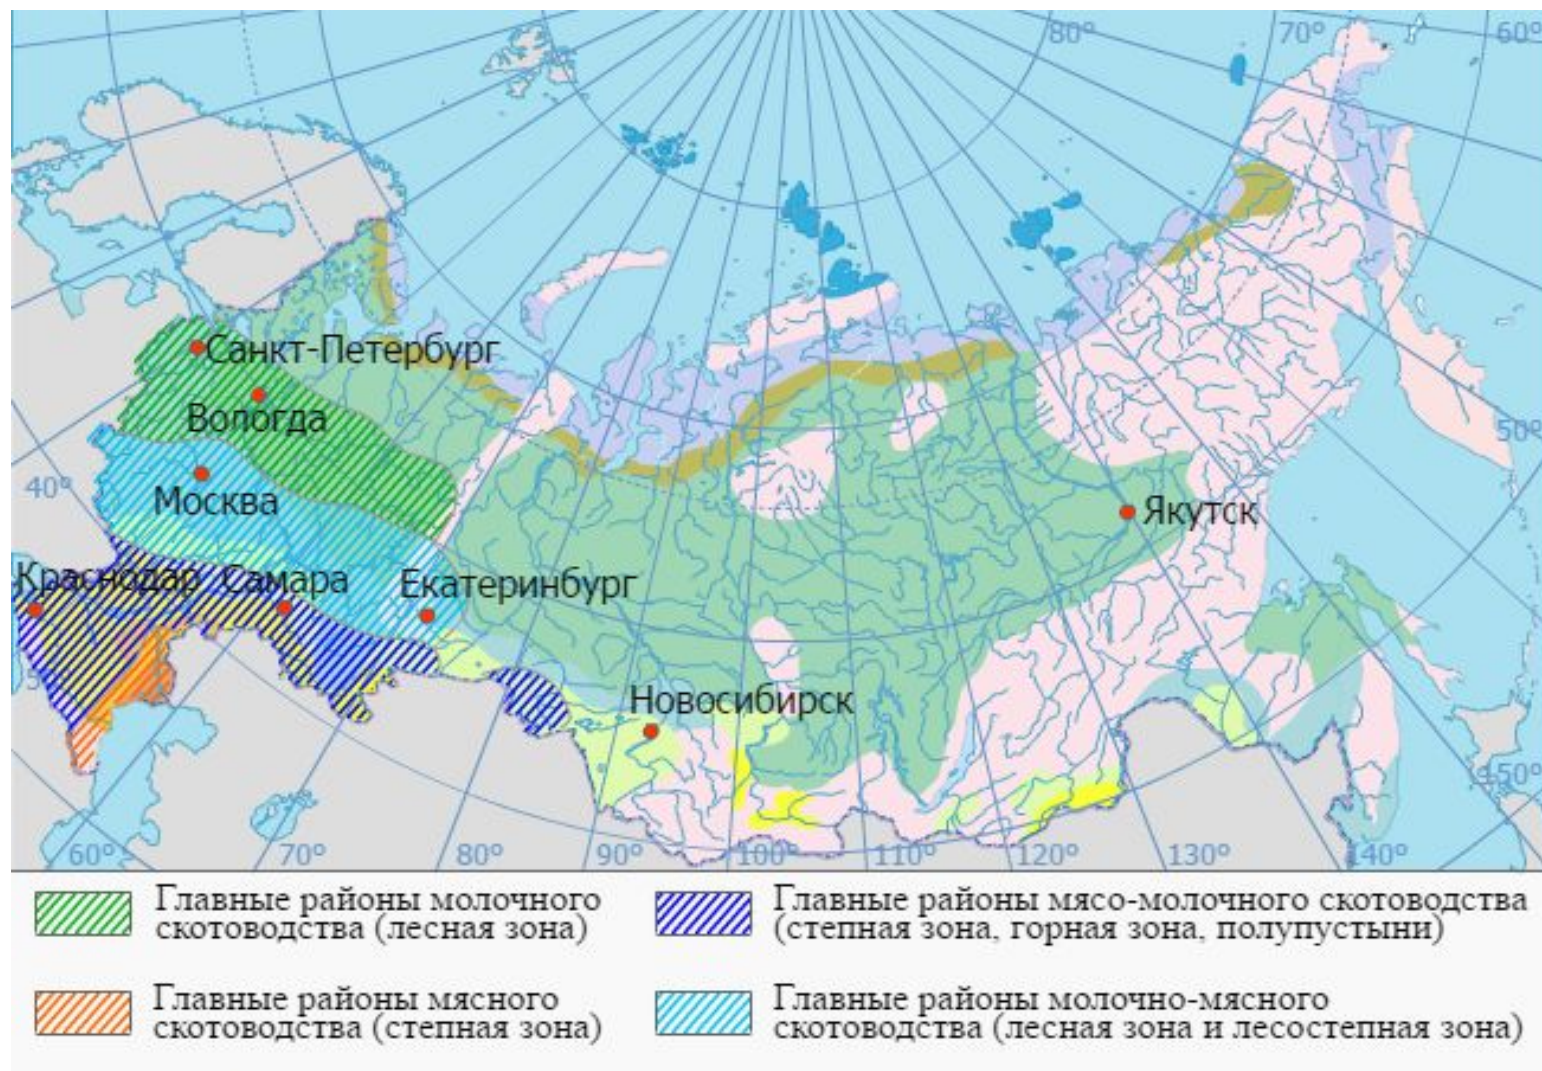 80° 70° 60°
Санкт-Петербург
Вологда
50°
40°
Москва
Якутск
Краснодар Самара Екатеринбург
Новосибирск
150°
60° 70° 80° 90° 100° 110° 120° 130° 140°
Главные районы молочного
скотоводства (лесная зона)
Главные районы мясо-молочного скотоводства
(степная зона, горная зона, полупустыни)
Главные районы мясного
скотоводства (степная зона)
Главные районы молочно-мясного
скотоводства (лесная зона и лесостепная зона)